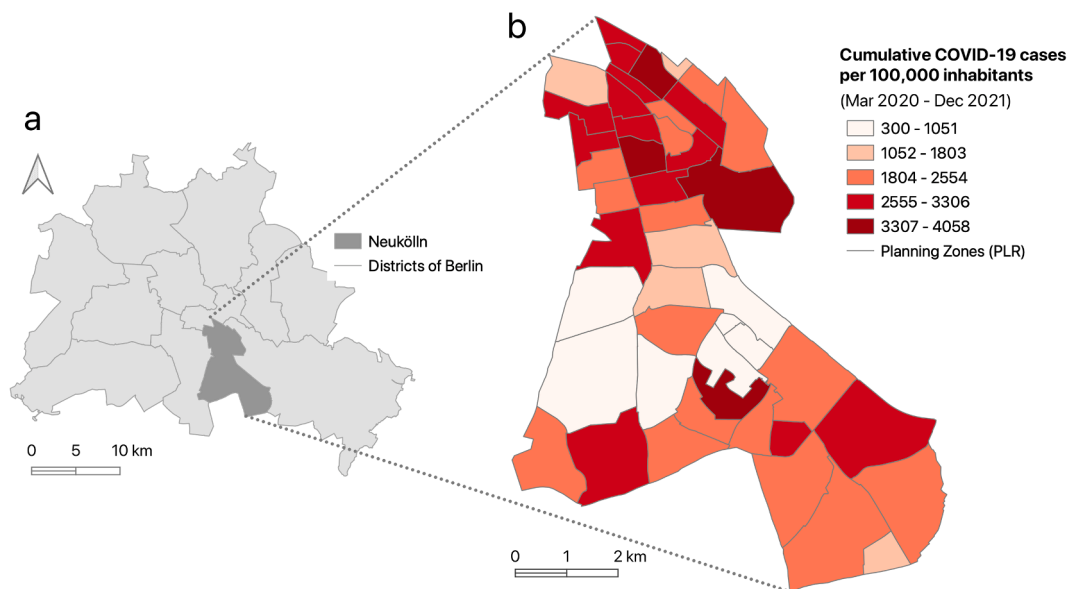 a
Neukölln
Districts of Berlin
0 5 10 km
b
Cumulative COVID-19 cases
per 100,000 inhabitants
(Mar 2020 - Dec 2021)
300 - 1051
1052 - 1803
1804 - 2554
2555 - 3306
3307 - 4058
Planning Zones (PLR)
0 1 2 km